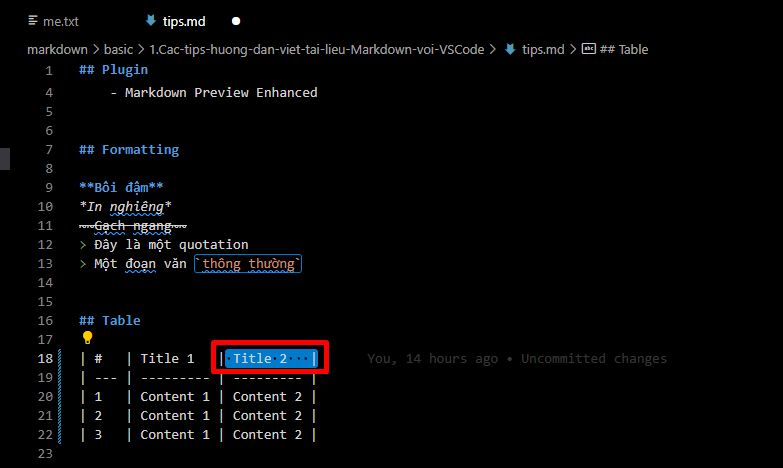 me.txt tips.md
markdown > basic > 1.Cac-tips-huong-dan-viet-tai-lieu-Markdown-voi-VSCode > tips.md > ## Table
1 ## Plugin
4 - Markdown Preview Enhanced
5
6
7 ## Formatting
8
9 **Bôi đậm**
10 *In nghiêng*
11 ~~Gạch ngang~~
12 > Đây là một quotation
13 > Một đoạn văn `thông thường`
14
15
16 ## Table
17
18 | # | Title 1 | Title 2 | You, 14 hours ago • Uncommitted changes
19 | --- | --------- | --------- |
20 | 1 | Content 1 | Content 2 |
21 | 2 | Content 1 | Content 2 |
22 | 3 | Content 1 | Content 2 |
23